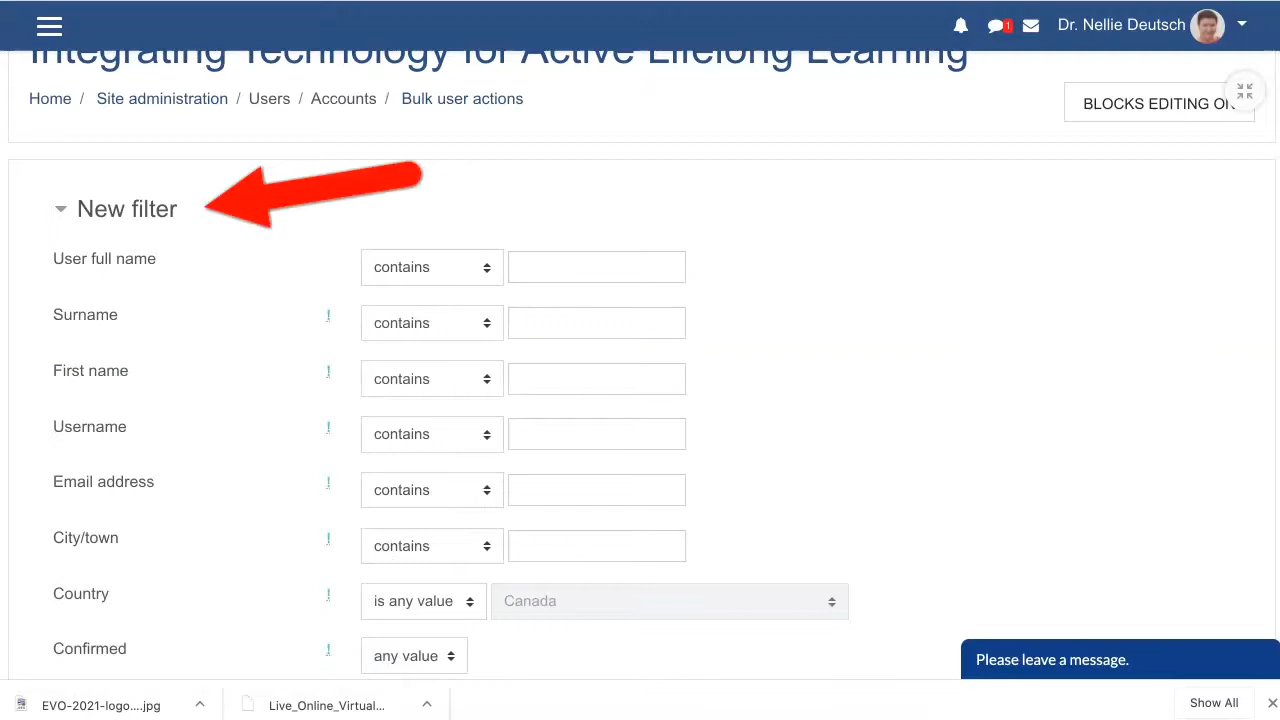 1
Dr. Nellie Deutsch
Integrating Technology for Active Lifelong Learning
Home / Site administration / Users / Accounts / Bulk user actions
BLOCKS EDITING ON
New filter
User full name contains
Surname ! contains
First name ! contains
Username ! contains
Email address ! contains
City/town ! contains
Country ! is any value Canada
Confirmed ! any value
Please leave a message.
EVO-2021-logo....jpg
Live_Online_Virtual...
Show All